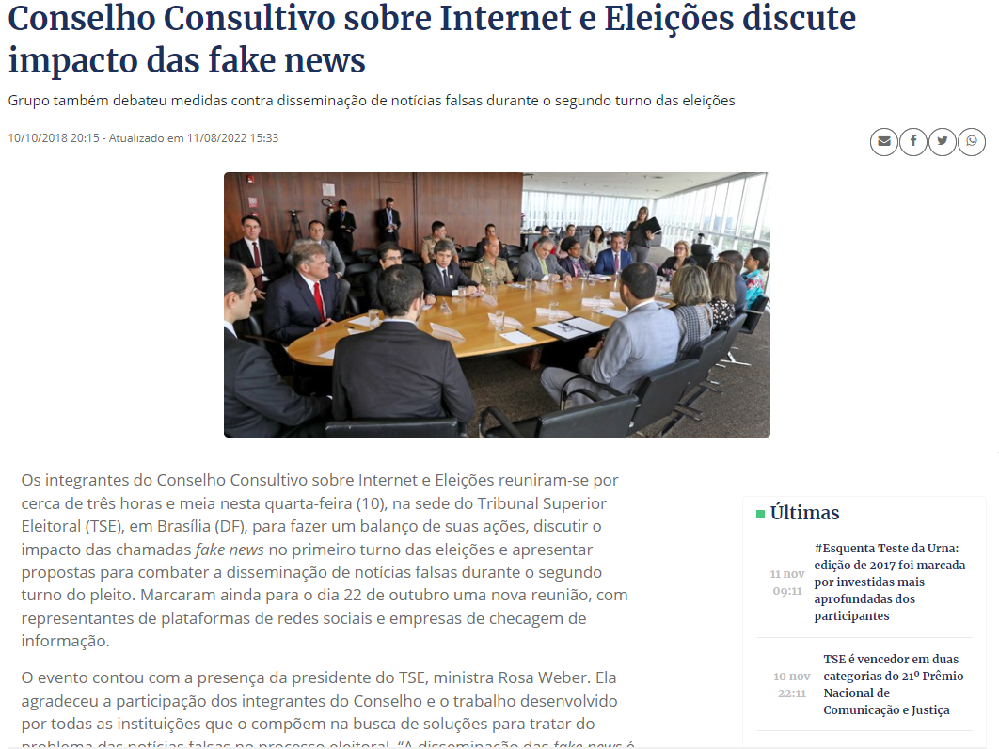 Conselho Consultivo sobre Internet e Eleições discute
impacto das fake news
Grupo também debateu medidas contra disseminação de notícias falsas durante o segundo turno das eleições
10/10/2018 20:15 - Atualizado em 11/08/2022 15:33
Os integrantes do Conselho Consultivo sobre Internet e Eleições reuniram-se por
cerca de três horas e meia nesta quarta-feira (10), na sede do Tribunal Superior
Eleitoral (TSE), em Brasília (DF), para fazer um balanço de suas ações, discutir o
impacto das chamadas fake news no primeiro turno das eleições e apresentar
propostas para combater a disseminação de notícias falsas durante o segundo
turno do pleito. Marcaram ainda para o dia 22 de outubro uma nova reunião, com
representantes de plataformas de redes sociais e empresas de checagem de
informação.
O evento contou com a presença da presidente do TSE, ministra Rosa Weber. Ela
agradeceu a participação dos integrantes do Conselho e o trabalho desenvolvido
por todas as instituições que o compõem na busca de soluções para tratar do
problema das notícias falsas no processo eleitoral. “A disseminação das fake news é
Últimas
11 nov
09:11
#Esquenta Teste da Urna:
edição de 2017 foi marcada
por investidas mais
aprofundadas dos
participantes
10 nov
22:11
TSE é vencedor em duas
categorias do 21º Prêmio
Nacional de
Comunicação e Justiça